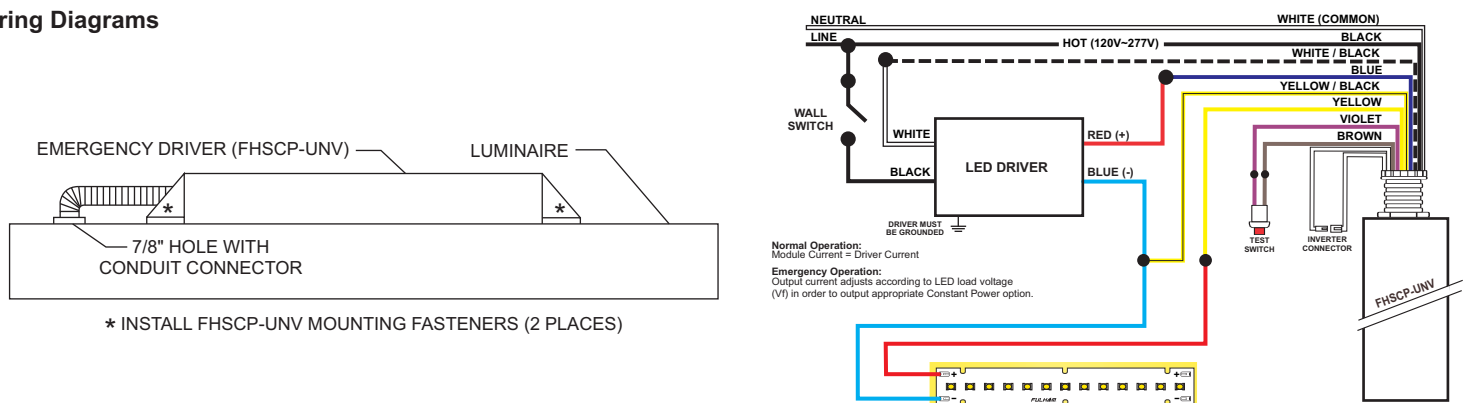 ring Diagrams
EMERGENCY DRIVER (FHSCP-UNV)
LUMINAIRE
*
*
7/8" HOLE WITH
CONDUIT CONNECTOR
* INSTALL FHSCP-UNV MOUNTING FASTENERS (2 PLACES)
NEUTRAL
WHITE (COMMON)
LINE
HOT (120V~277V)
BLACK
WHITE / BLACK
BLUE
YELLOW / BLACK
YELLOW
VIOLET
BROWN
WALL
SWITCH
WHITE
BLACK
LED DRIVER
RED (+)
BLUE (-)
DRIVER MUST
BE GROUNDED
TEST
SWITCH
INVERTER
CONNECTOR
FHSCP-UNV
Normal Operation:
Module Current = Driver Current
Emergency Operation:
Output current adjusts according to LED load voltage
(Vf) in order to output appropriate Constant Power option.
+
+
-
-
FULHAM